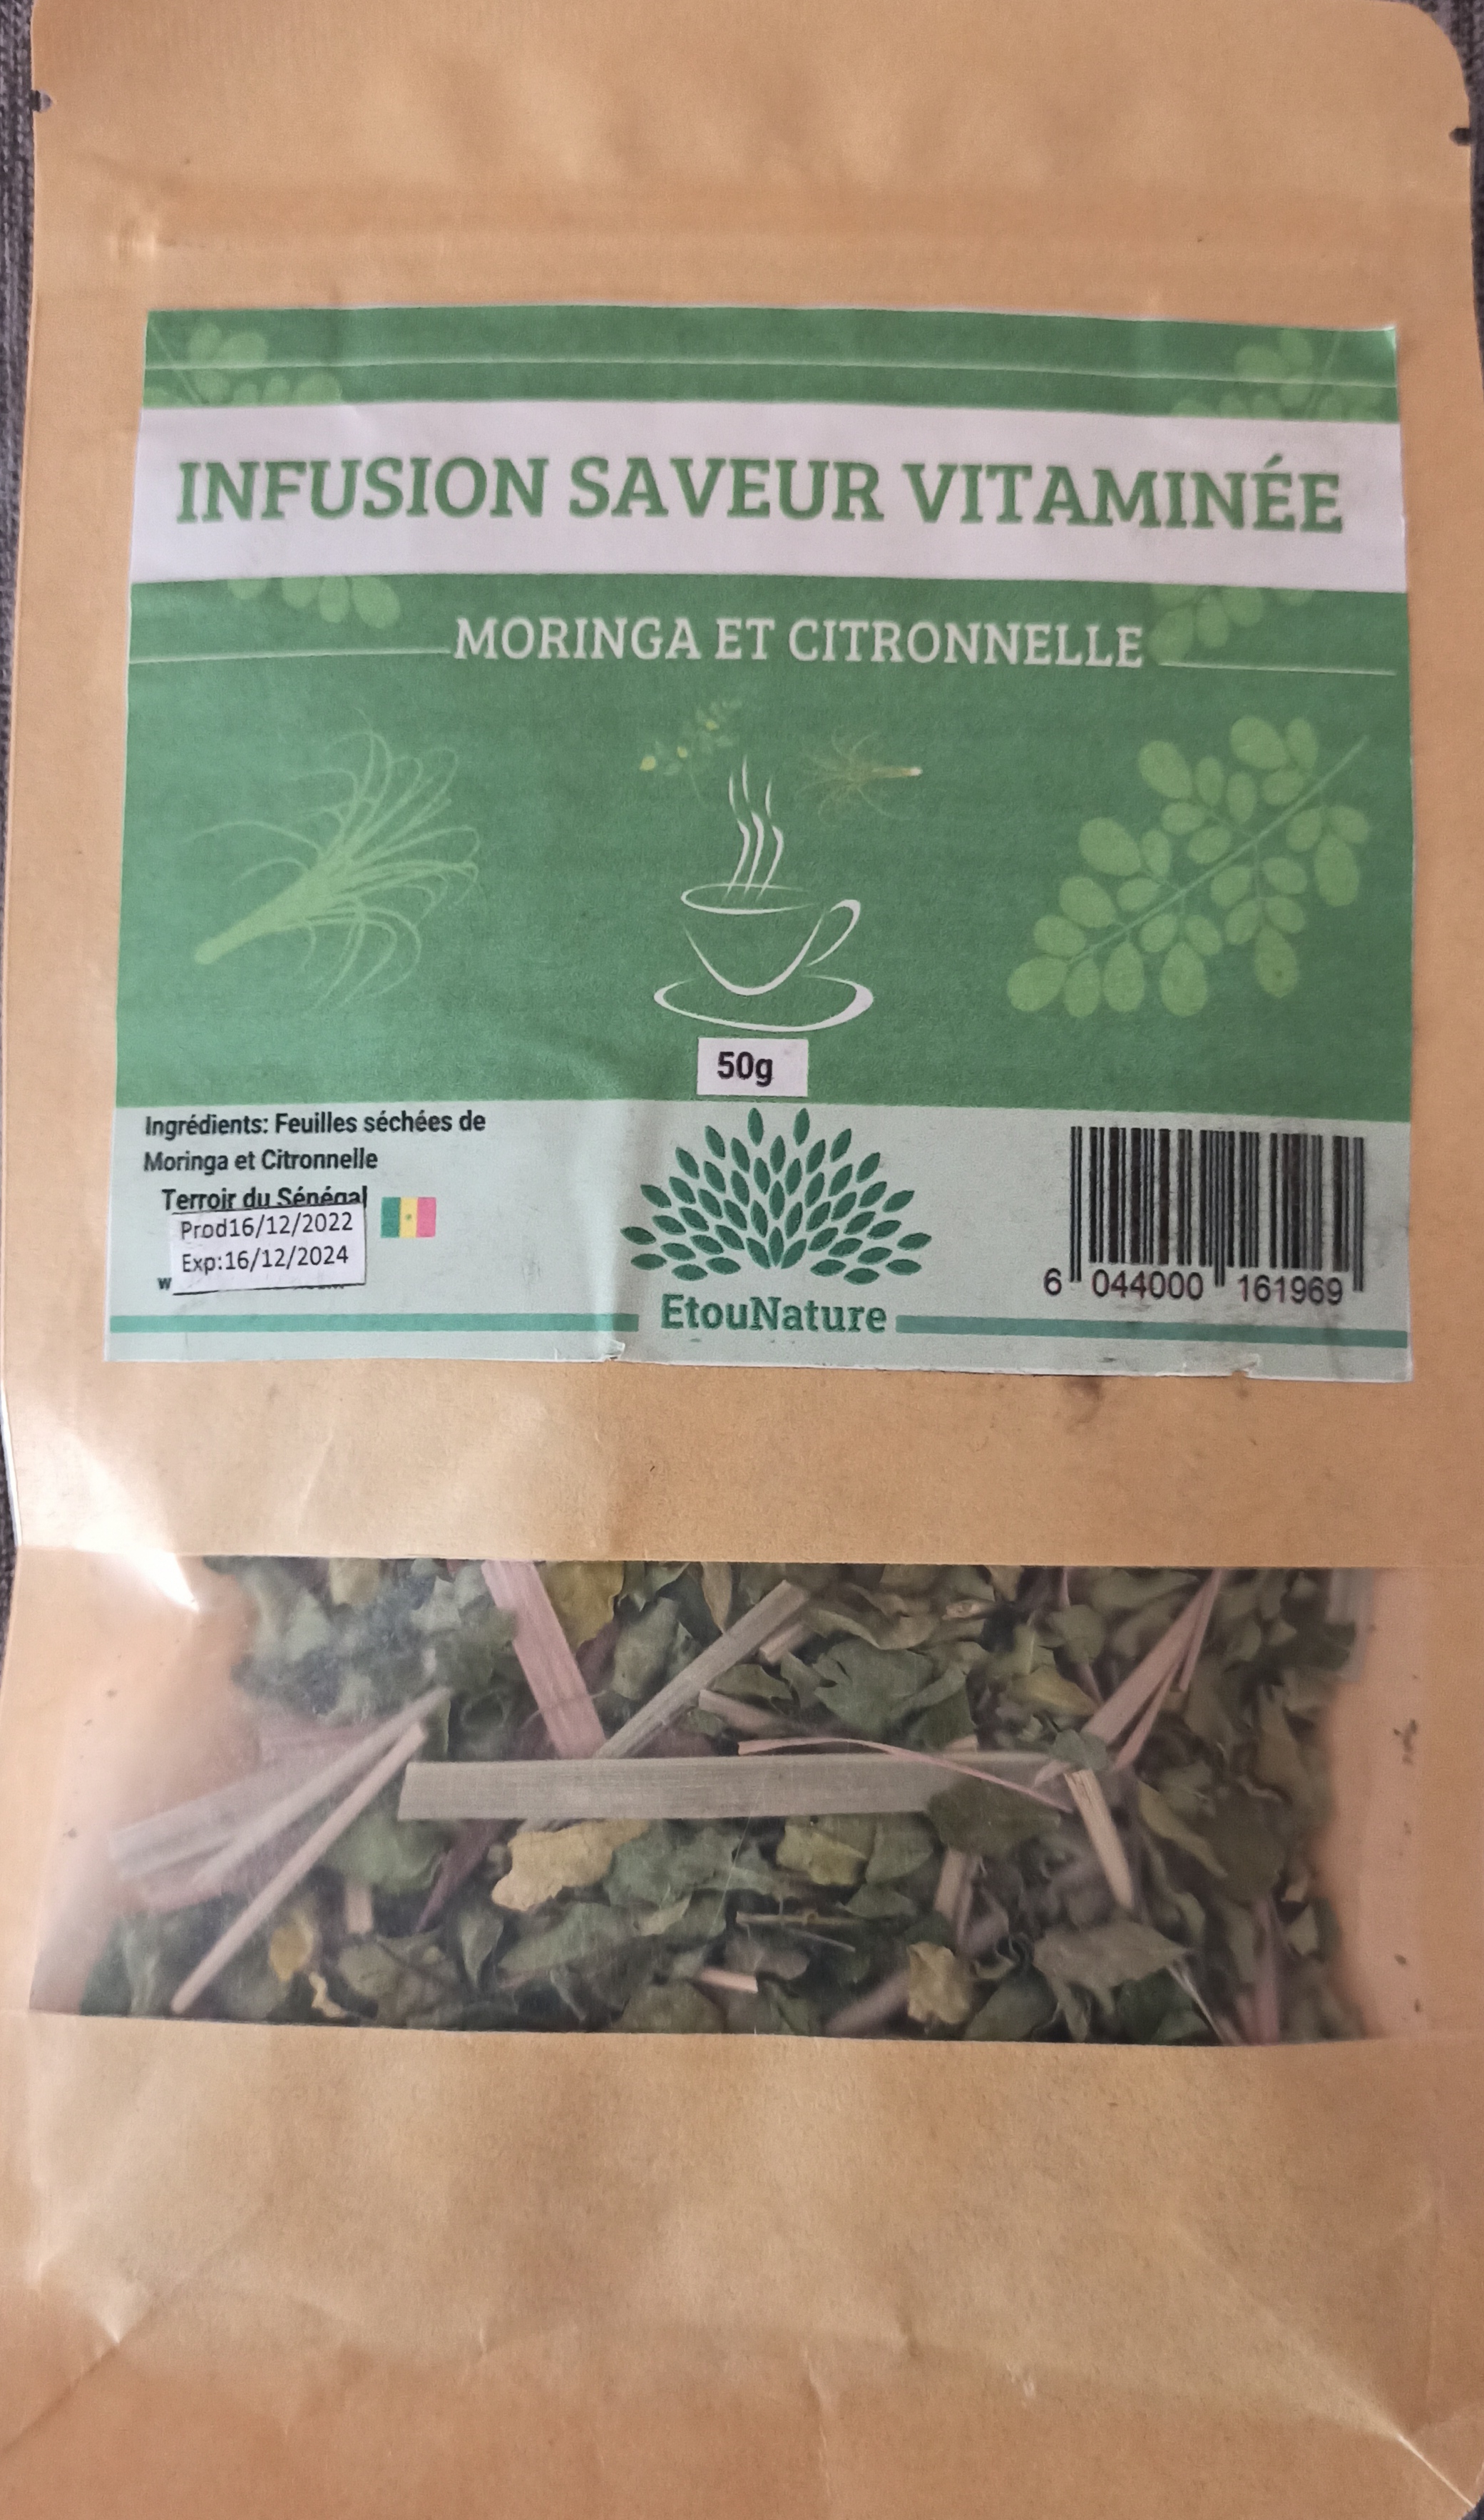 INFUSION SAVEUR VITAMINÉE
MORINGA ET CITRONNELLE
50g
Ingrédients: Feuilles séchées de
Moringa et Citronnelle
Terroir du Sénégal
Prod16/12/2022
Exp:16/12/2024
w
EtouNature
6 044000 161969